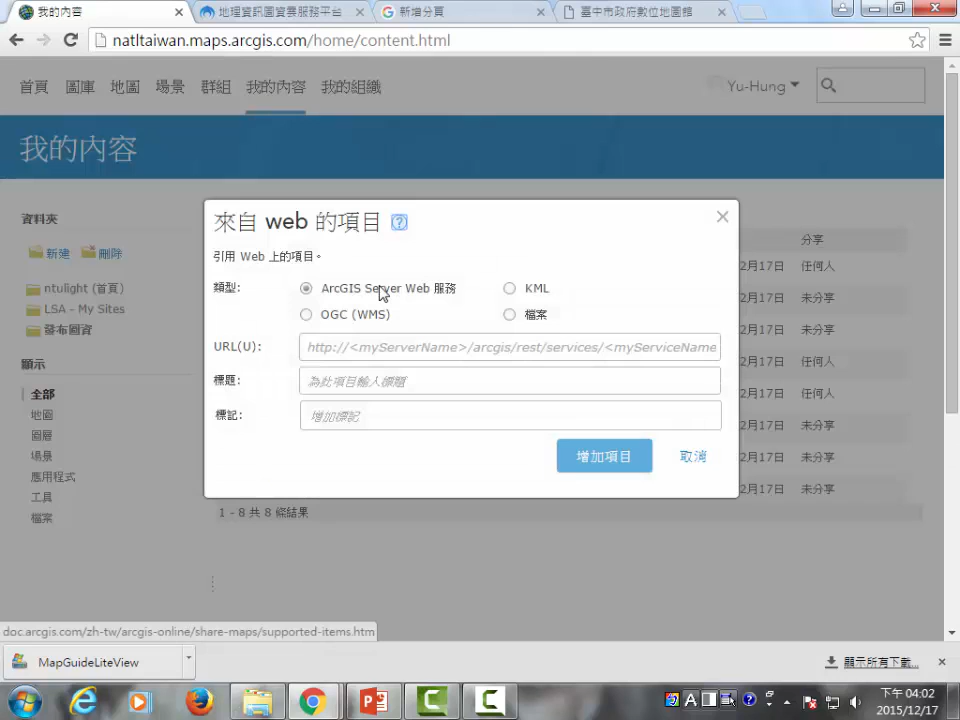 我的內容
地理資訊圖資雲服務平台
新增分頁
臺中市政府數位地圖館
natltaiwan.maps.arcgis.com/home/content.html
首頁 圖庫 地圖 場景 群組 我的內容 我的組織 Yu-Hung
我的內容
資料夾
新建 刪除
ntulight (首頁)
LSA - My Sites
發布圖資
顯示
全部
地圖
圖層
場景
應用程式
工具
檔案
來自 web 的項目
引用 Web 上的項目。
類型:
ArcGIS Server Web 服務
KML
OGC (WMS)
檔案
URL(U):
http://<myServerName>/arcgis/rest/services/<myServiceName
標題:
為此項目輸入標題
標記:
增加標記
增加項目 取消
分享
2月17日 任何人
2月17日 未分享
2月17日 未分享
2月17日 任何人
2月17日 任何人
2月17日 未分享
2月17日 未分享
2月17日 未分享
1 - 8 共 8 條結果
doc.arcgis.com/zh-tw/arcgis-online/share-maps/supported-items.htm
MapGuideLiteView
顯示所有下載...
下午 04:02
2015/12/17